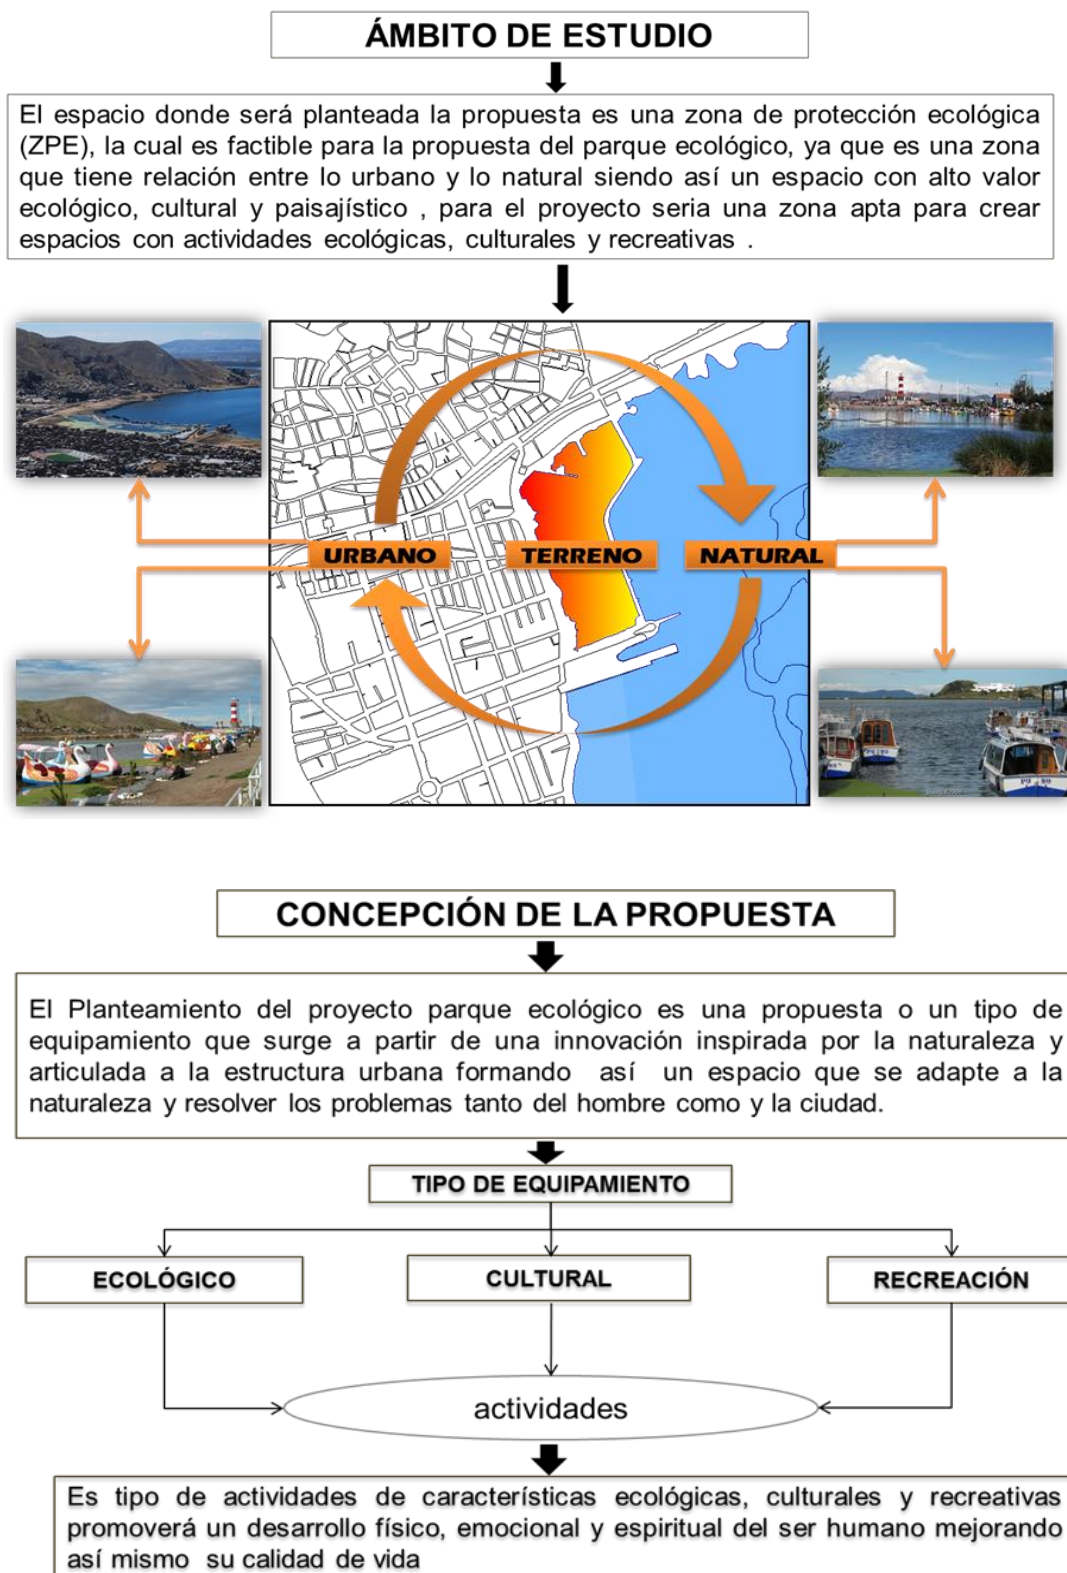 ÁMBITO DE ESTUDIO
El espacio donde será planteada la propuesta es una zona de protección ecológica
(ZPE), la cual es factible para la propuesta del parque ecológico, ya que es una zona
que tiene relación entre lo urbano y lo natural siendo así un espacio con alto valor
ecológico, cultural y paisajístico , para el proyecto seria una zona apta para crear
espacios con actividades ecológicas, culturales y recreativas .
URBANO
TERRENO
NATURAL
CONCEPCIÓN DE LA PROPUESTA
El Planteamiento del proyecto parque ecológico es una propuesta o un tipo de
equipamiento que surge a partir de una innovación inspirada por la naturaleza y
articulada a la estructura urbana formando así un espacio que se adapte a la
naturaleza y resolver los problemas tanto del hombre como y la ciudad.
TIPO DE EQUIPAMIENTO
ECOLÓGICO
CULTURAL
RECREACIÓN
actividades
Es tipo de actividades de características ecológicas, culturales y recreativas
promoverá un desarrollo físico, emocional y espiritual del ser humano mejorando
así mismo su calidad de vida